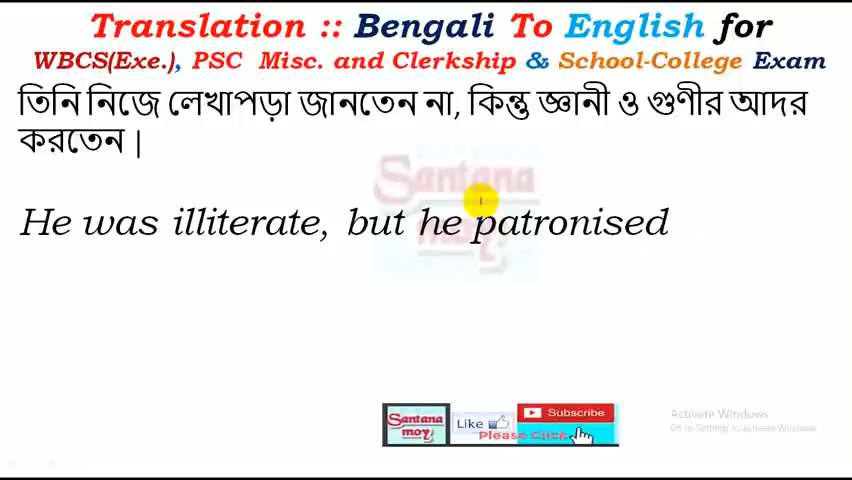 Translation :: Bengali To English for
WBCS(Exe.), PSC Misc. and Clerkship & School-College Exam
তিনি নিজে লেখাপড়া জানতেন না, কিন্তু জ্ঞানী ও গুণীর আদর
করতেন |
Santana
moy
He was illiterate, but he patronised
Santana
moy
Like
Subscribe
Please Click
Activate Windows
Go to Settings to activate Windows.